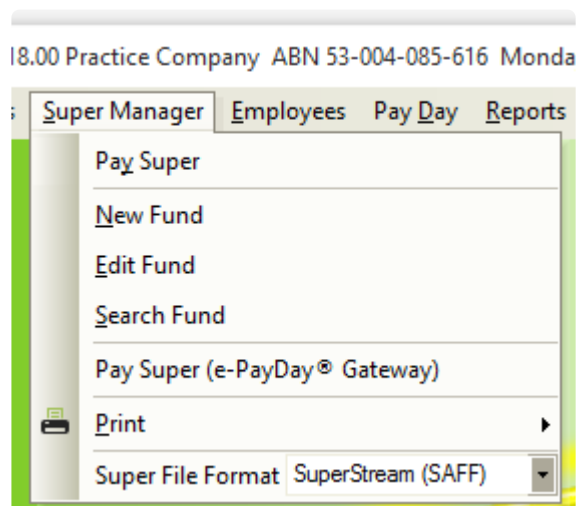 18.00 Practice Company ABN 53-004-085-616 Monda
Super Manager Employees Pay Day Reports
Pay Super
New Fund
Edit Fund
Search Fund
Pay Super (e-PayDay® Gateway)
Print
Super File Format SuperStream (SAFF)